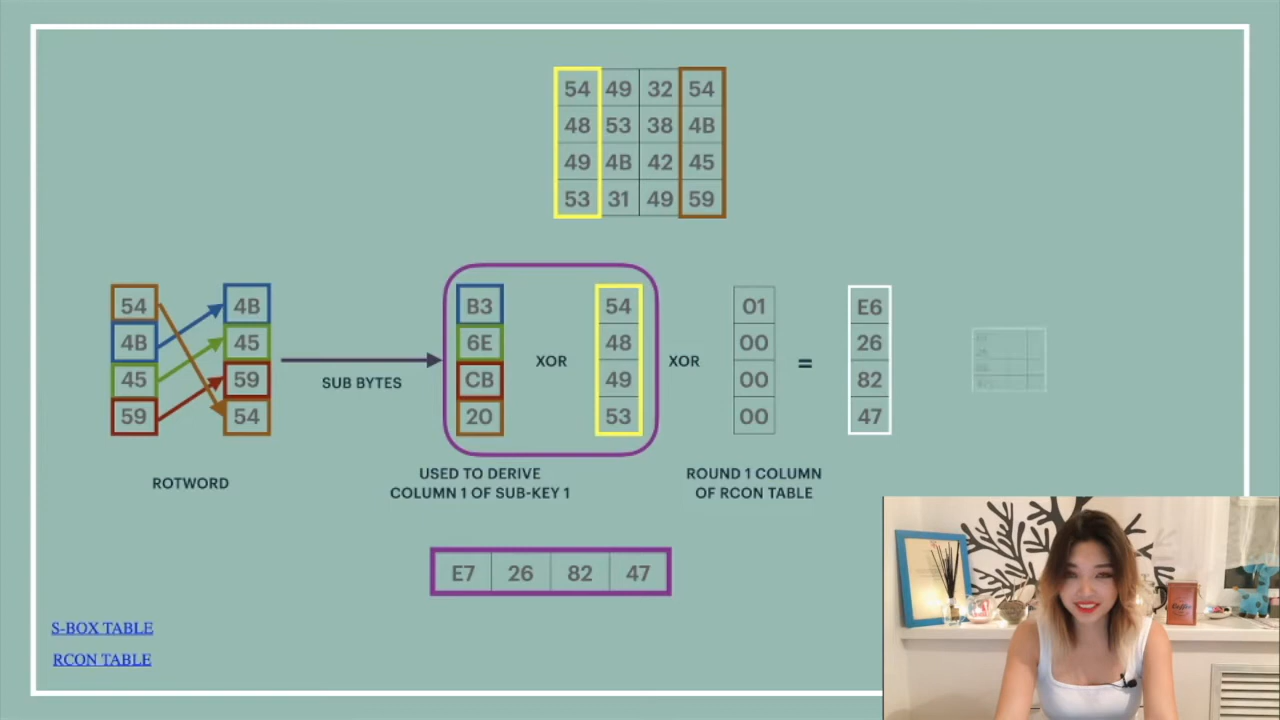 54 49 32 54
48 53 38 4B
49 4B 42 45
53 31 49 59
54 4B B3 54 01 E6
4B 45 6E 48 00 26
XOR XOR =
45 59 CB 49 00 82
SUB BYTES
59 54 20 53 00 47
ROTWORD
USED TO DERIVE
COLUMN 1 OF SUB-KEY 1
ROUND 1 COLUMN
OF RCON TABLE
E7 26 82 47
S-BOX TABLE
RCON TABLE